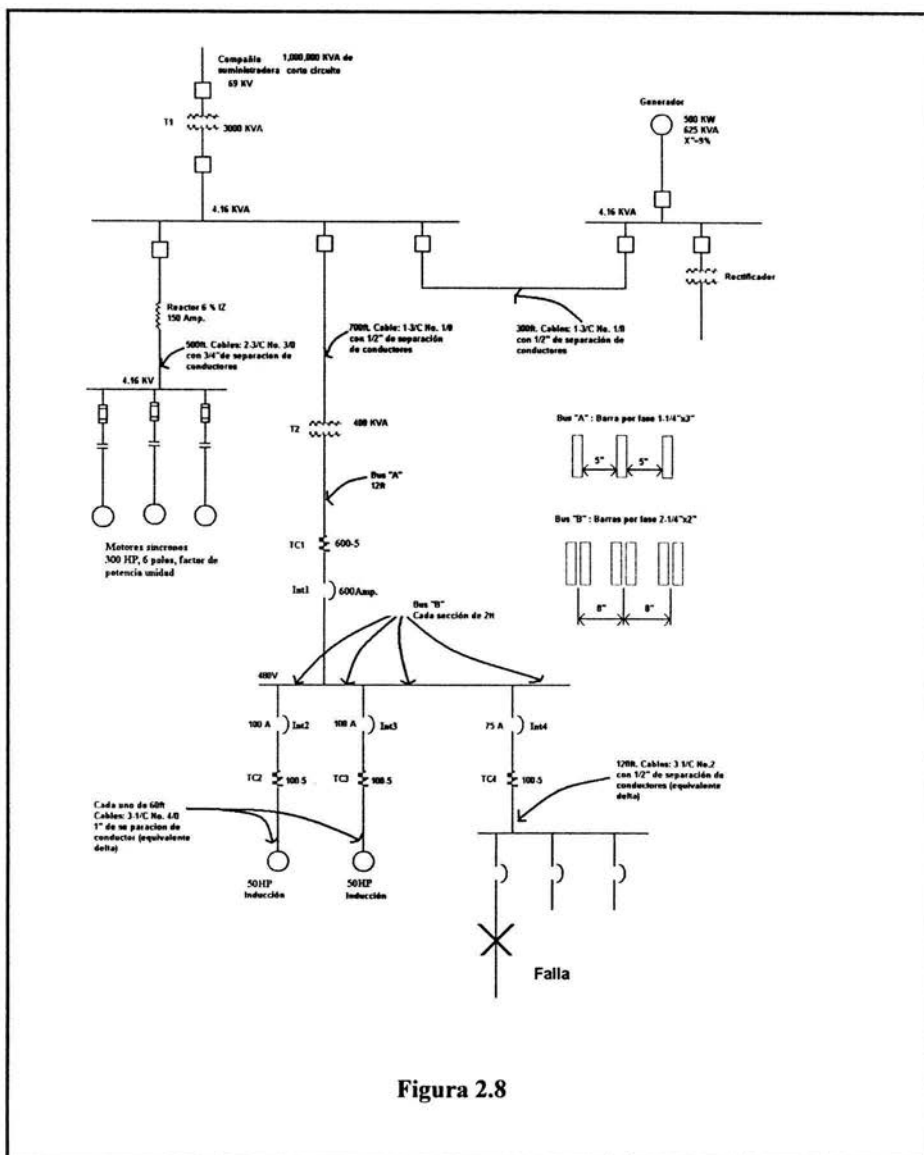 Compañia 1,000,000 KVA de
suministradora corto circuito
69 KV
T1
3000 KVA
Generador
500 KW
625 KVA
X"=9%
4.16 KVA
4.16 KVA
Rectificador
Reactor 6 % IZ
150 Amp.
500ft. Cables: 2-3/C No. 3/0
con 3/4" de separacion de
conductores
700ft. Cable: 1-3/C No. 1/0
con 1/2" de separación
de conductores
300ft. Cables: 1-3/C No. 1/0
con 1/2" de separación de
conductores
4.16 KV
T2
400 KVA
Bus "A" : Barra por fase 1-1/4"x3"
5" 5"
Bus "A"
12ft
Bus "B" : Barras por fase 2-1/4"x2"
8" 8"
Motores sincronos
300 HP, 6 polos, factor de
potencia unidad
TC1
600-5
Int1
600Amp.
Bus "B"
Cada sección de 2ft
480V
100 A
Int2
100 A
Int3
75 A
Int4
TC2
100-5
TC3
100-5
TC4
100-5
120ft. Cables: 3 1/C No.2
con 1/2" de separación de
conductores (equivalente
delta)
Cada uno de 60ft
Cables: 3-1/C No. 4/0
1" de se paracion de
conductor (equivalente
delta)
50HP
Inducción
50HP
Inducción
Falla
Figura 2.8